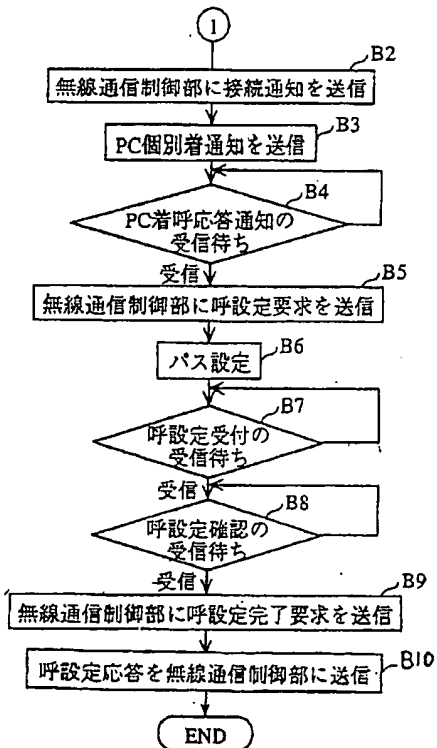 1
B2
無線通信制御部に接続通知を送信
B3
PC個別着通知を送信
B4
PC着呼応答通知の
受信待ち
受信
B5
無線通信制御部に呼設定要求を送信
B6
パス設定
B7
呼設定受付の
受信待ち
受信
B8
呼設定確認の
受信待ち
受信
B9
無線通信制御部に呼設定完了要求を送信
B10
呼設定応答を無線通信制御部に送信
END